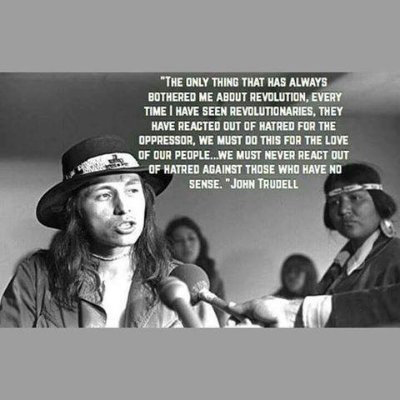 "The only thing that has always
bothered me about revolution, every
time I have seen revolutionaries, they
have reacted out of hatred for the
oppressor, we must do this for the love
of our people...we must never react out
of hatred against those who have no
sense. "John Trudell